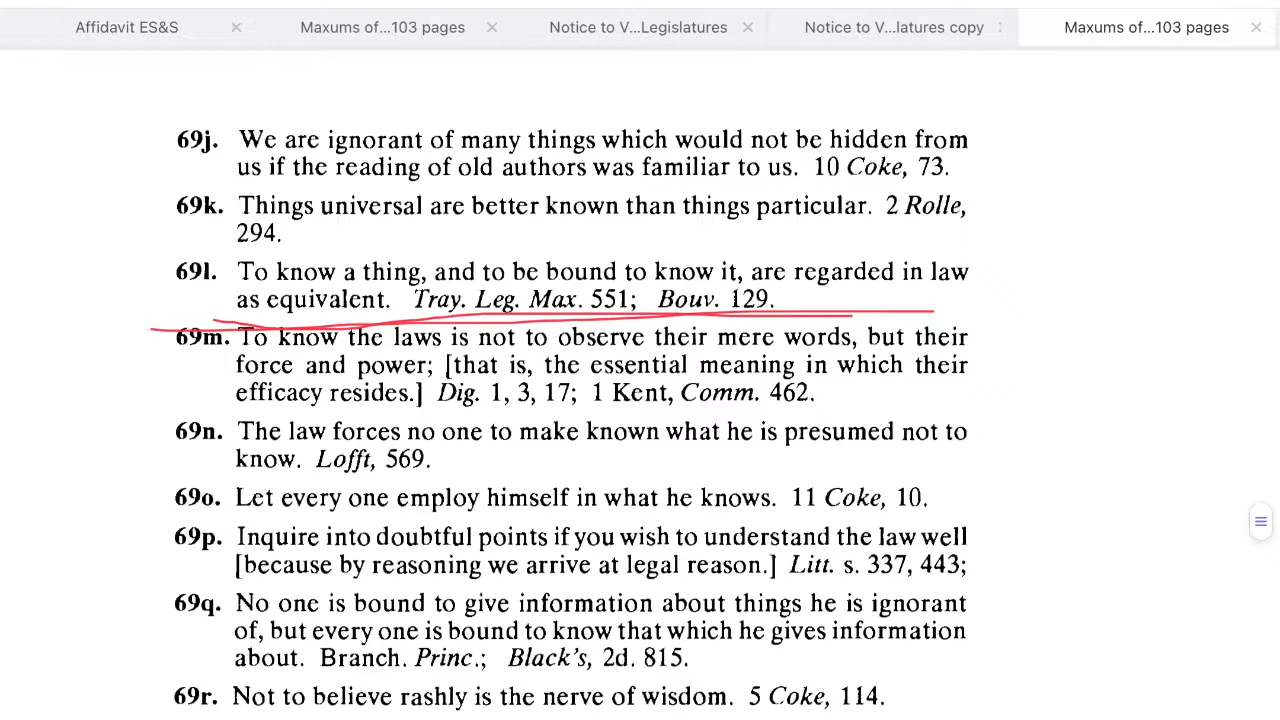 Affidavit ES&S
Maxums of...103 pages
Notice to V...Legislatures
Notice to V...latures copy
Maxums of...103 pages
69j. We are ignorant of many things which would not be hidden from
us if the reading of old authors was familiar to us. 10 Coke, 73.
69k. Things universal are better known than things particular. 2 Rolle,
294.
69l. To know a thing, and to be bound to know it, are regarded in law
as equivalent. Tray. Leg. Max. 551; Bouv. 129.
69m. To know the laws is not to observe their mere words, but their
force and power; [that is, the essential meaning in which their
efficacy resides.] Dig. 1, 3, 17; 1 Kent, Comm. 462.
69n. The law forces no one to make known what he is presumed not to
know. Lofft, 569.
69o. Let every one employ himself in what he knows. 11 Coke, 10.
69p. Inquire into doubtful points if you wish to understand the law well
[because by reasoning we arrive at legal reason.] Litt. s. 337, 443;
69q. No one is bound to give information about things he is ignorant
of, but every one is bound to know that which he gives information
about. Branch. Princ.; Black's, 2d. 815.
69r. Not to believe rashly is the nerve of wisdom. 5 Coke, 114.